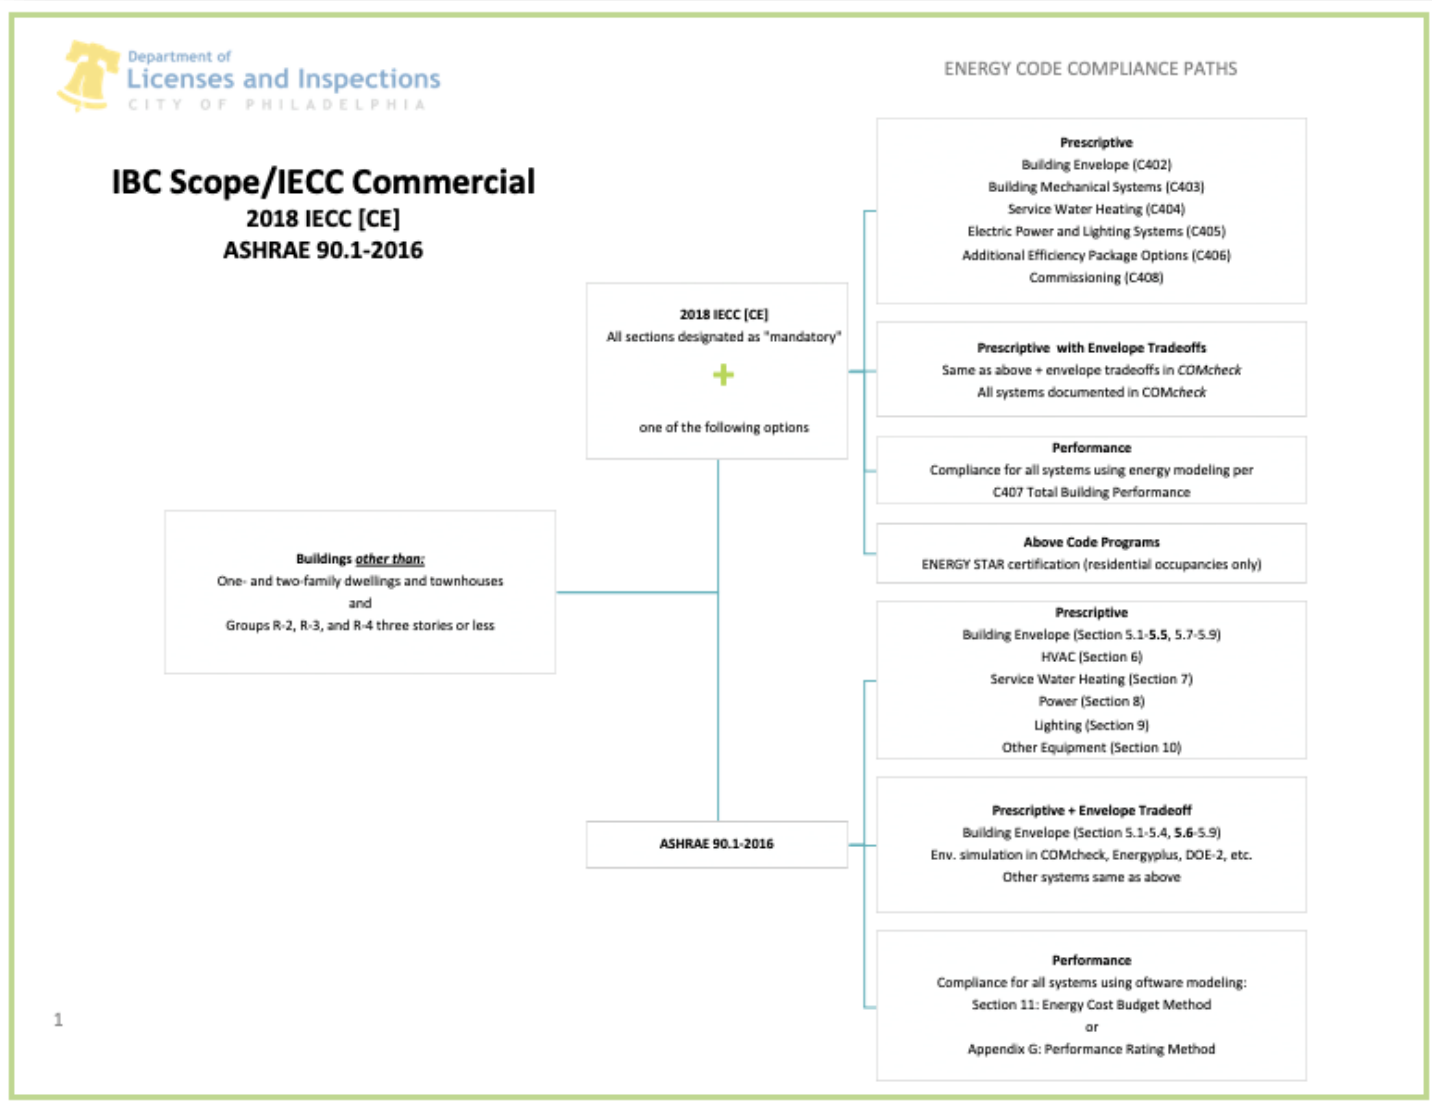 Department of
Licenses and Inspections
CITY OF PHILADELPHIA
ENERGY CODE COMPLIANCE PATHS
IBC Scope/IECC Commercial
2018 IECC [CE]
ASHRAE 90.1-2016
Prescriptive
Building Envelope (C402)
Building Mechanical Systems (C403)
Service Water Heating (C404)
Electric Power and Lighting Systems (C405)
Additional Efficiency Package Options (C406)
Commissioning (C408)
2018 IECC [CE]
All sections designated as "mandatory"
+
one of the following options
Prescriptive with Envelope Tradeoffs
Same as above + envelope tradeoffs in COMcheck
All systems documented in COMcheck
Performance
Compliance for all systems using energy modeling per
C407 Total Building Performance
Above Code Programs
ENERGY STAR certification (residential occupancies only)
Buildings other than:
One- and two-family dwellings and townhouses
and
Groups R-2, R-3, and R-4 three stories or less
Prescriptive
Building Envelope (Section 5.1-5.5, 5.7-5.9)
HVAC (Section 6)
Service Water Heating (Section 7)
Power (Section 8)
Lighting (Section 9)
Other Equipment (Section 10)
ASHRAE 90.1-2016
Prescriptive + Envelope Tradeoff
Building Envelope (Section 5.1-5.4, 5.6-5.9)
Env. simulation in COMcheck, Energyplus, DOE-2, etc.
Other systems same as above
Performance
Compliance for all systems using oftware modeling:
Section 11: Energy Cost Budget Method
or
Appendix G: Performance Rating Method
1